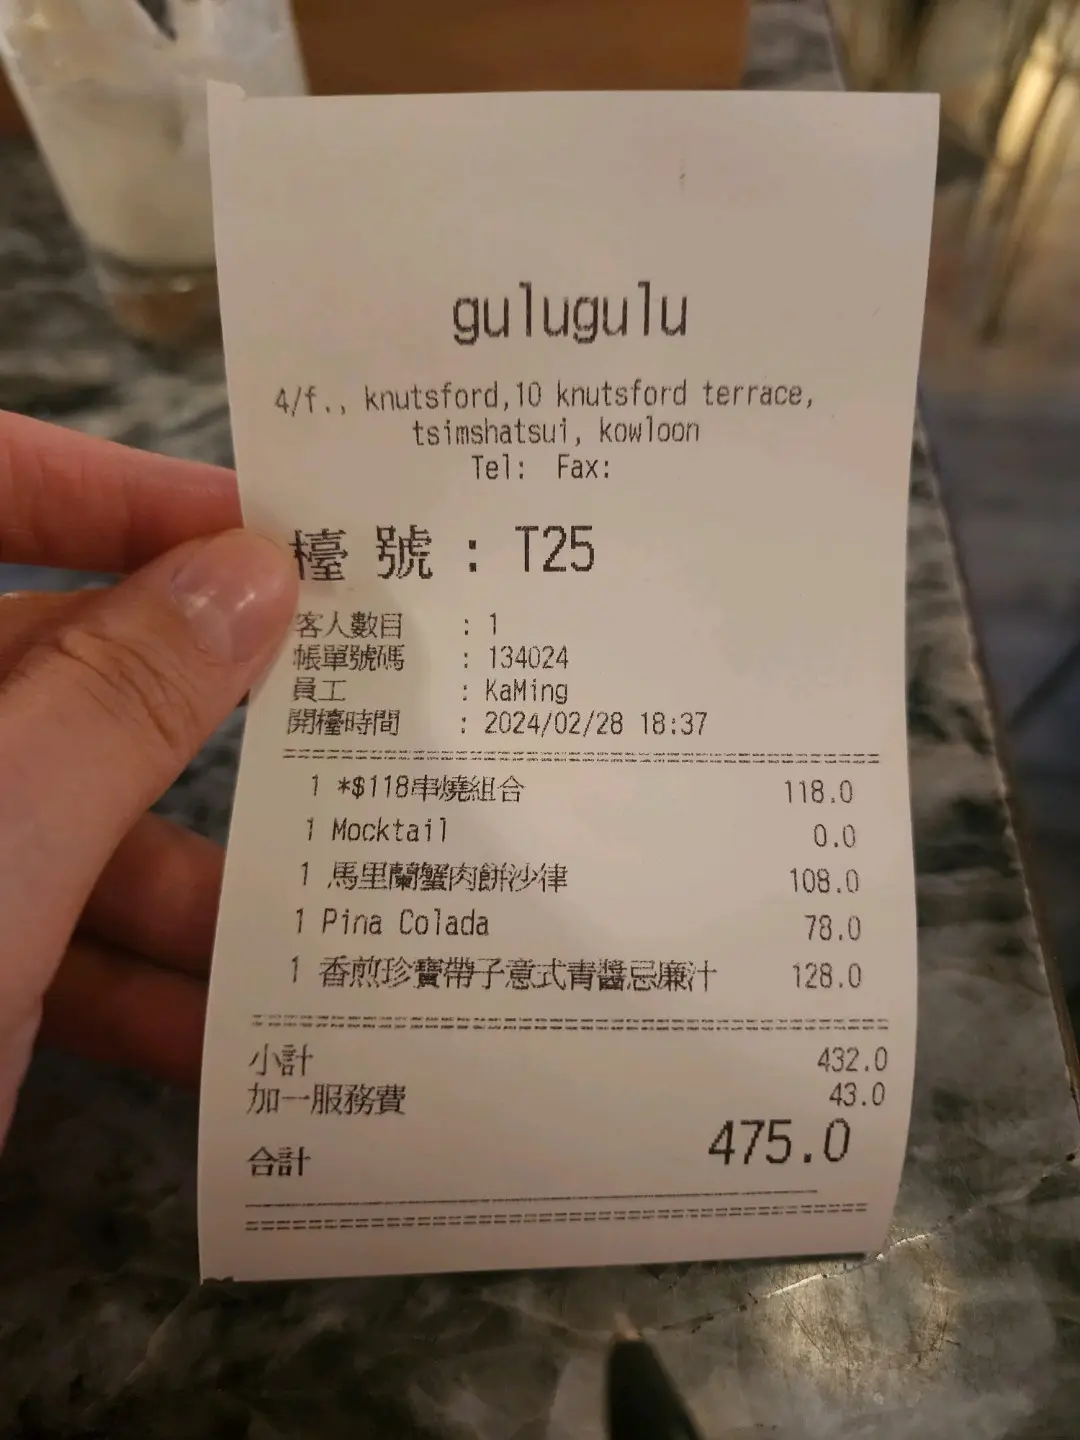 gulugulu
4/f., knutsford,10 knutsford terrace,
tsimshatsui, kowloon
Tel: Fax:
檯 號 : T25
客人數目 : 1
帳單號碼 : 134024
員工 : KaMing
開檯時間 : 2024/02/28 18:37
1 *$118串燒組合 118.0
1 Mocktail 0.0
1 馬里蘭蟹肉餅沙律 108.0
1 Pina Colada 78.0
1 香煎珍寶帶子意式青醬忌廉汁 128.0
小計 432.0
加一服務費 43.0
合計 475.0